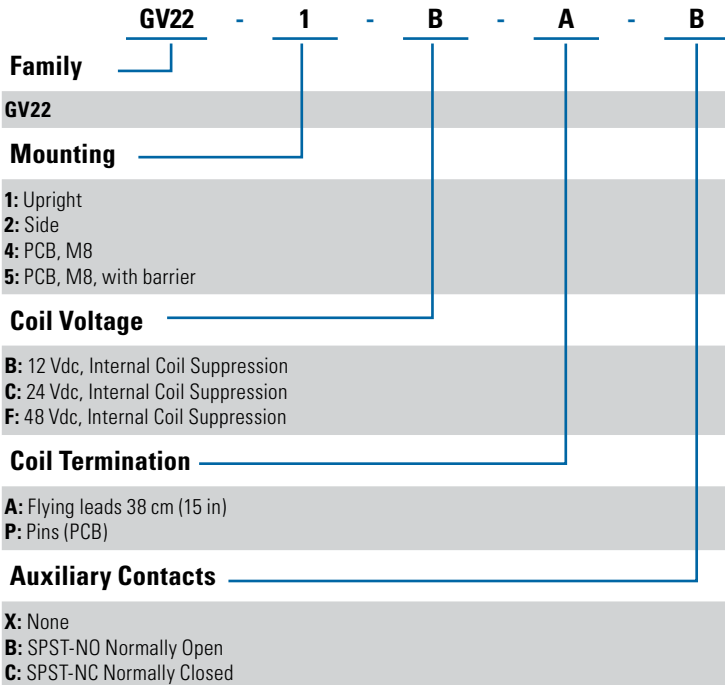 GV22 - 1 - B - A - B
Family
GV22
Mounting
1: Upright
2: Side
4: PCB, M8
5: PCB, M8, with barrier
Coil Voltage
B: 12 Vdc, Internal Coil Suppression
C: 24 Vdc, Internal Coil Suppression
F: 48 Vdc, Internal Coil Suppression
Coil Termination
A: Flying leads 38 cm (15 in)
P: Pins (PCB)
Auxiliary Contacts
X: None
B: SPST-NO Normally Open
C: SPST-NC Normally Closed